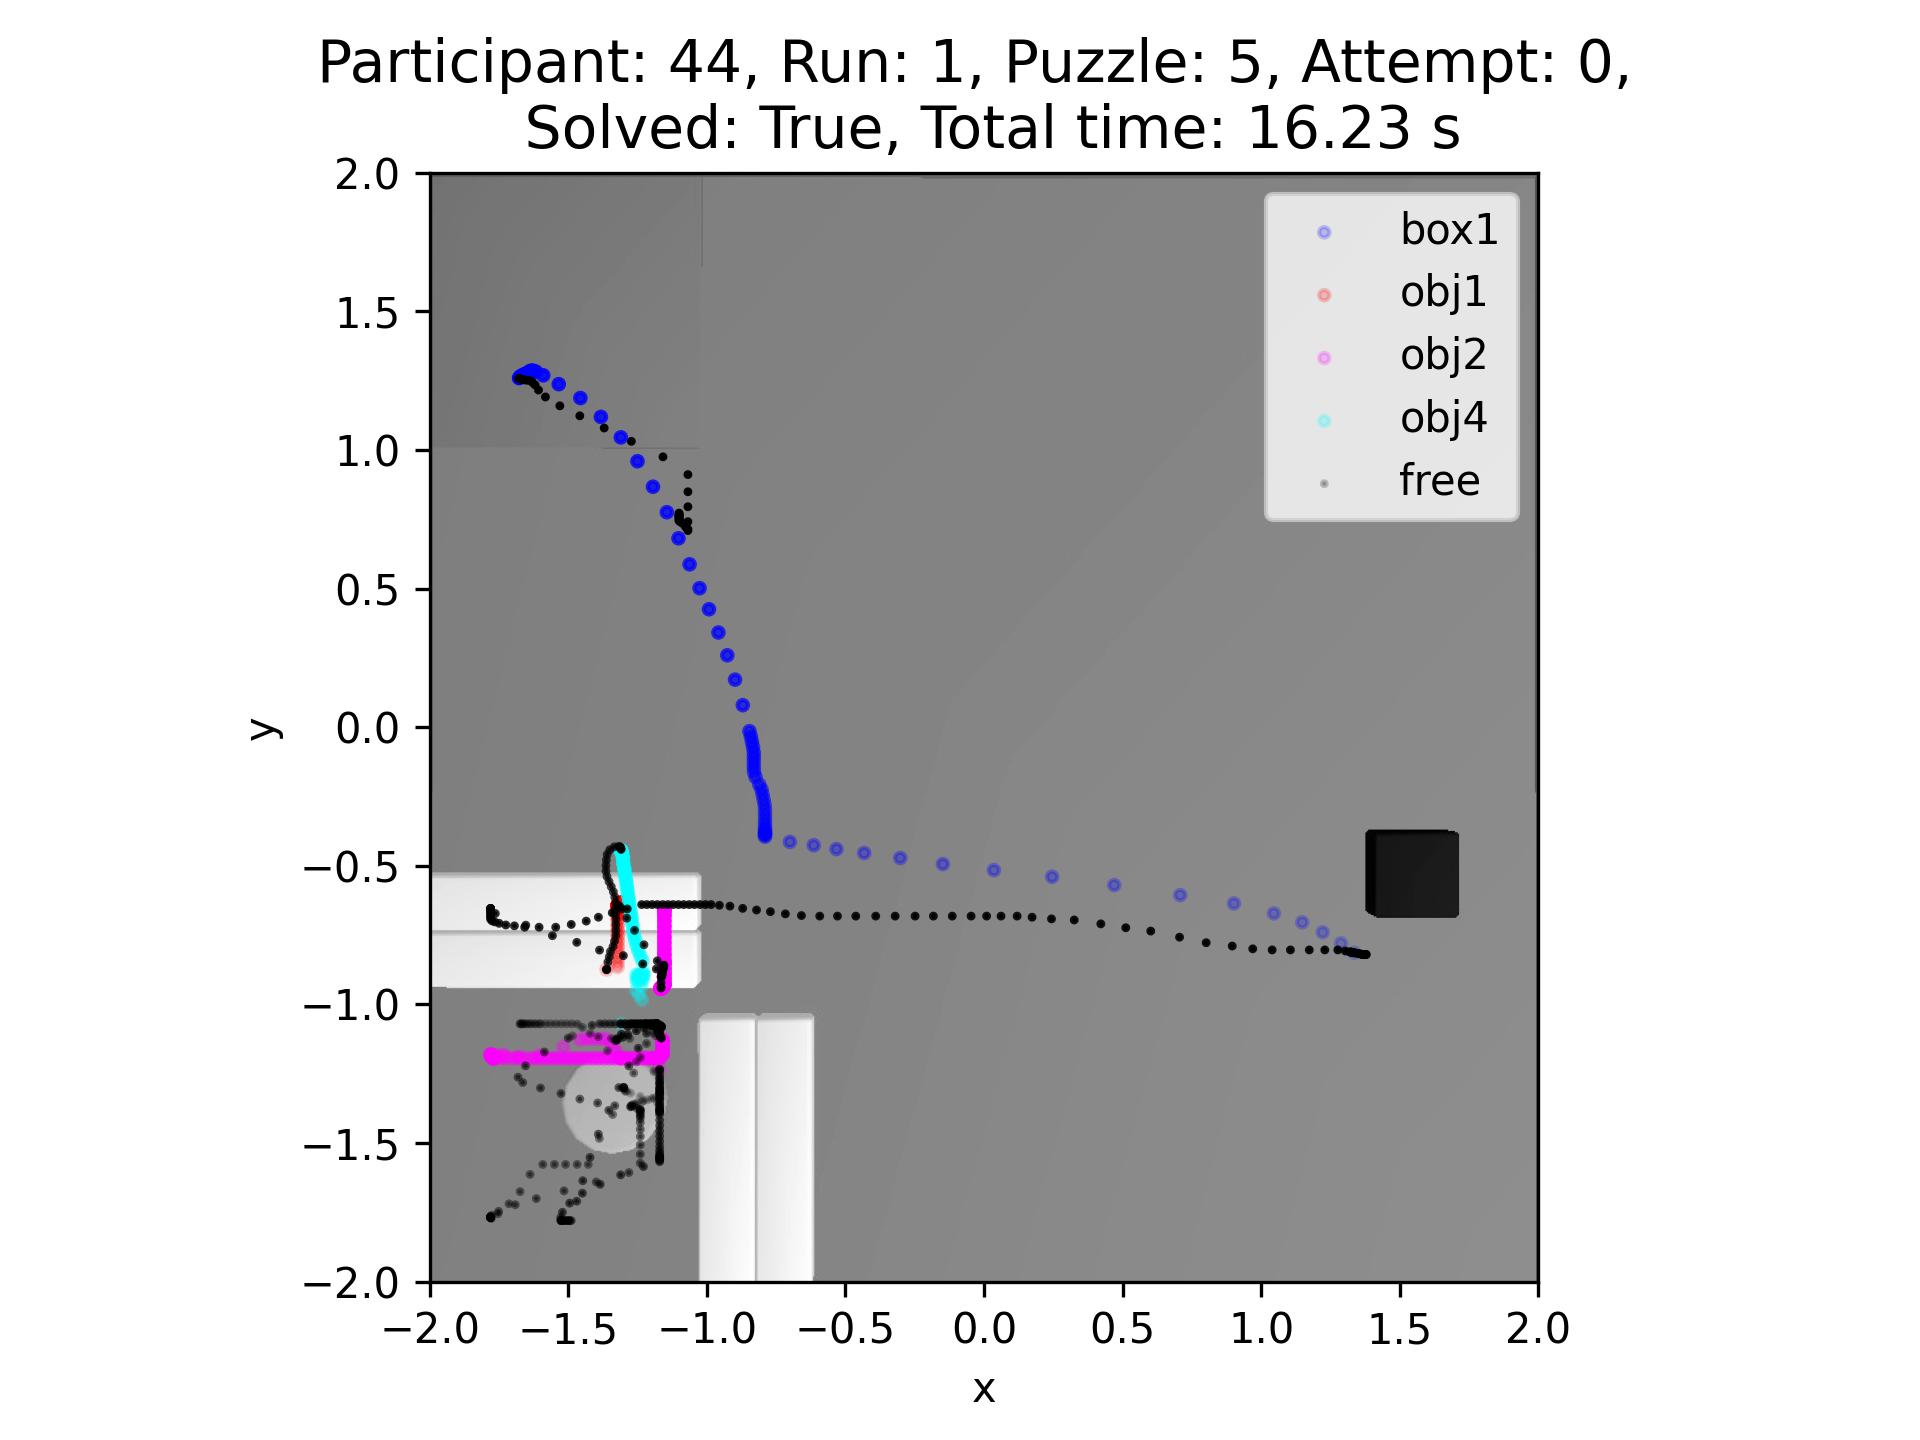 Participant: 44, Run: 1, Puzzle: 5, Attempt: 0,
Solved: True, Total time: 16.23 s
box1
obj1
obj2
obj4
free
y
2.0
1.5
1.0
0.5
0.0
−0.5
−1.0
−1.5
−2.0
−2.0 −1.5 −1.0 −0.5 0.0 0.5 1.0 1.5 2.0
x